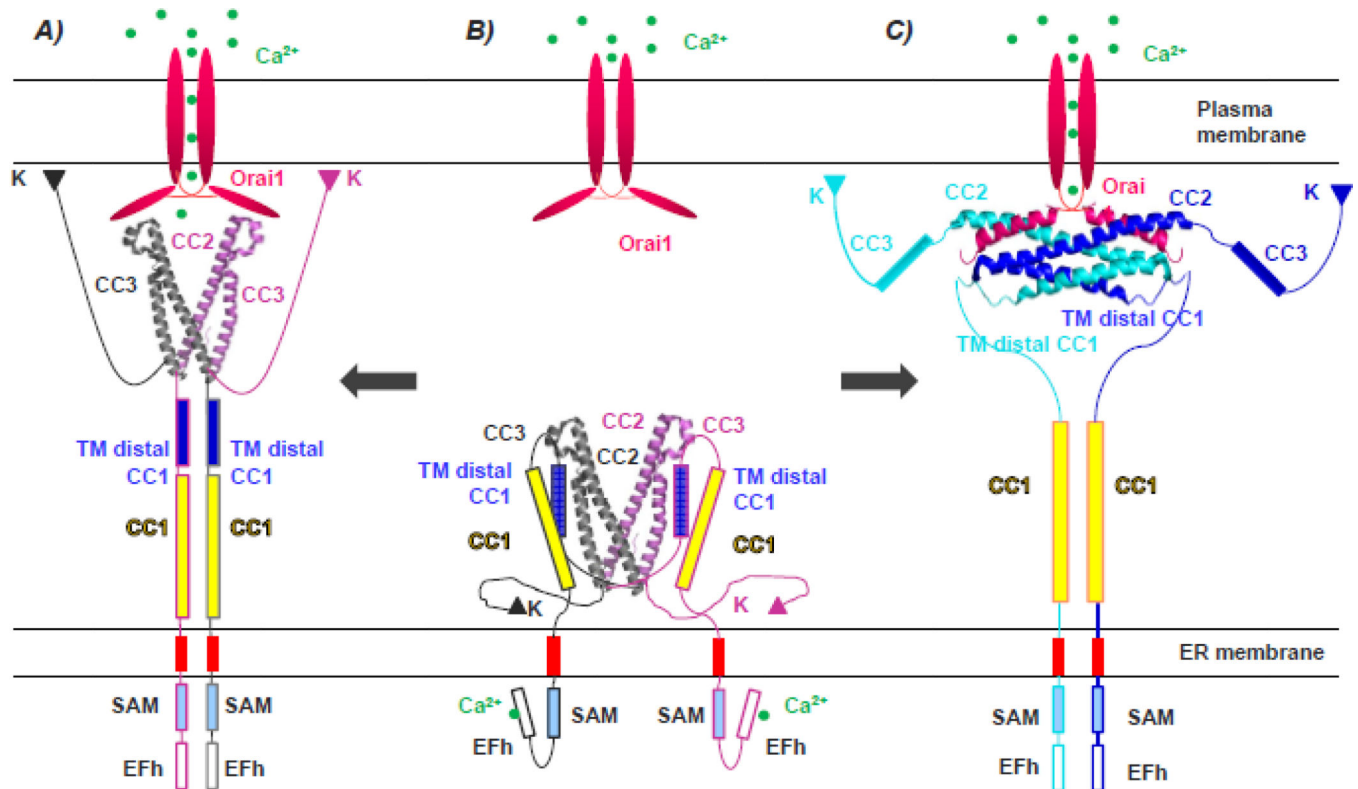 A)
Ca²⁺
K
Orai1
K
CC2
CC3
CC3
TM distal
CC1
TM distal
CC1
CC1
CC1
SAM
SAM
EFh
EFh
B)
Ca²⁺
Orai1
CC3
CC2
CC3
CC2
TM distal
CC1
TM distal
CC1
CC1
CC1
K
K
Ca²⁺
SAM
SAM
Ca²⁺
EFh
EFh
C)
Ca²⁺
Plasma
membrane
K
CC2
Orai
CC2
K
CC3
CC3
TM distal CC1
TM distal CC1
CC1
CC1
ER membrane
SAM
SAM
EFh
EFh